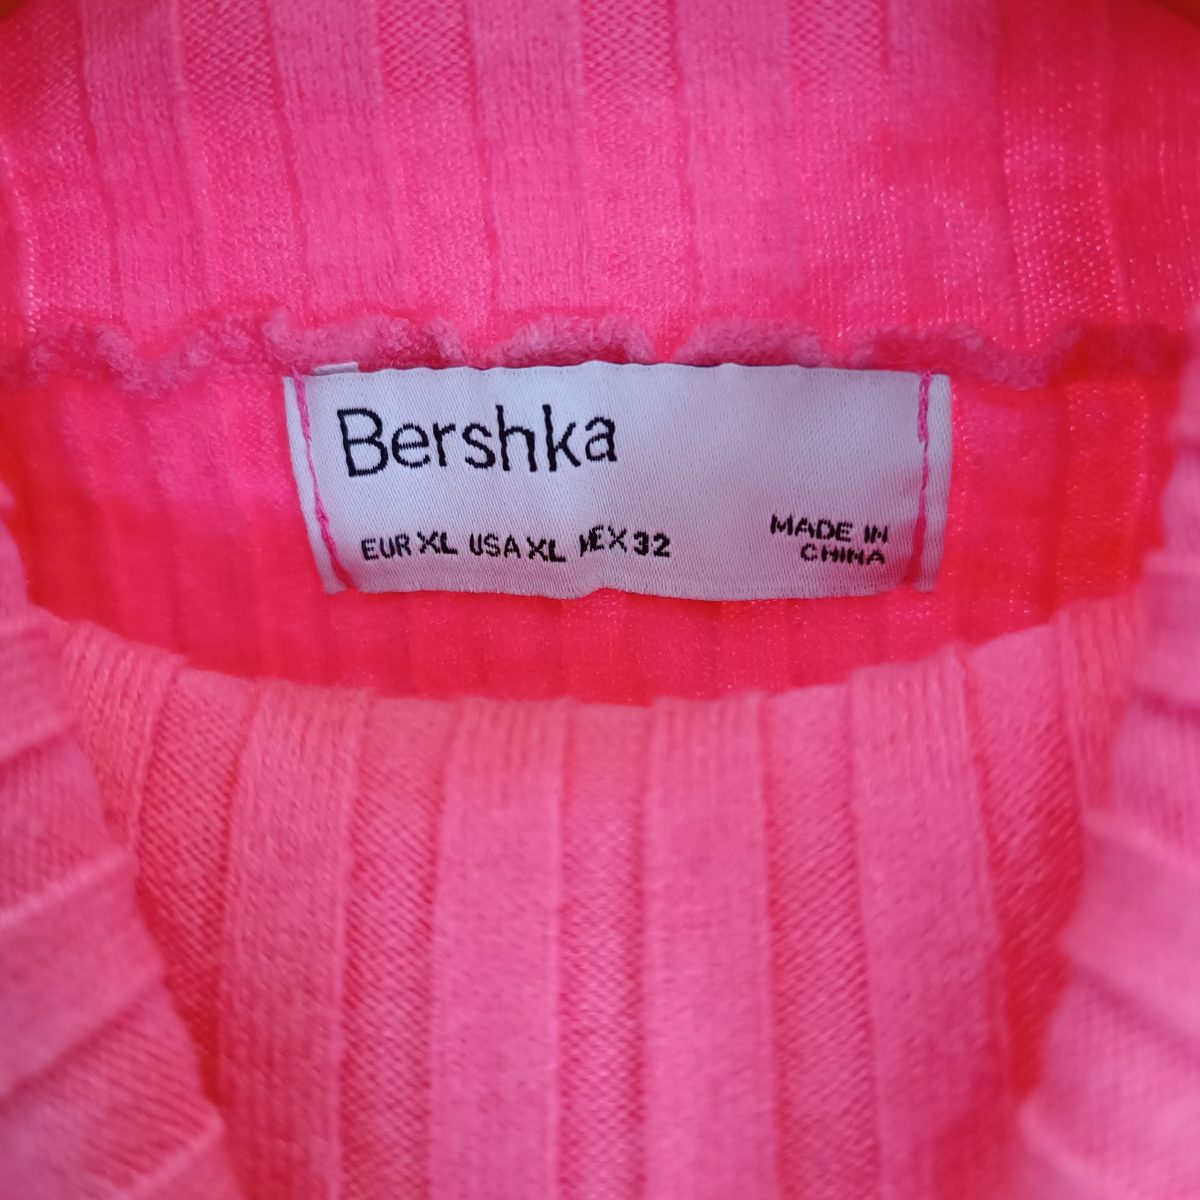 Bershka
EUR XL USA XL MEX 32
MADE IN
CHINA